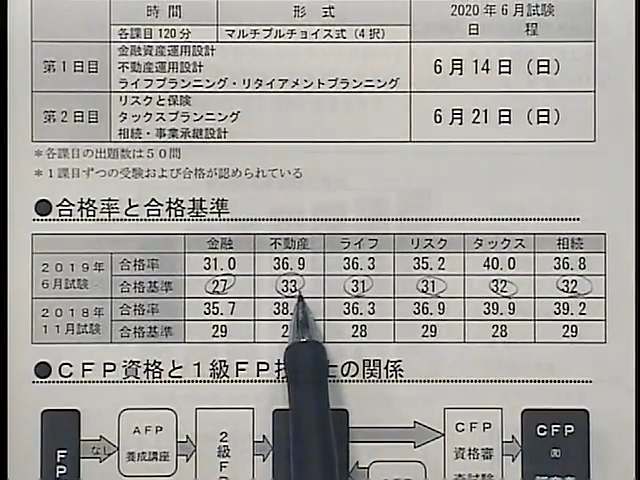 時間 形式 2020年6月試験
日程
各課目120分 マルチプルチョイス式(4択)
第1日目 金融資産運用設計
不動産運用設計
ライフプランニング・リタイアメントプランニング
6月14日(日)
第2日目 リスクと保険
タックスプランニング
相続・事業承継設計
6月21日(日)
*各課目の出題数は50問
*1課目ずつの受験および合格が認められている
●合格率と合格基準
金融 不動産 ライフ リスク タックス 相続
2019年 6月試験 合格率 31.0 36.9 36.3 35.2 40.0 36.8
合格基準 27 33 31 31 32 32
2018年 11月試験 合格率 35.7 38. 36.3 36.9 39.9 39.2
合格基準 29 2 28 29 28 29
●CFP資格と1級FP技 士の関係
FP
なし
AFP
養成講座
2級F
CFP
資格審
CFP